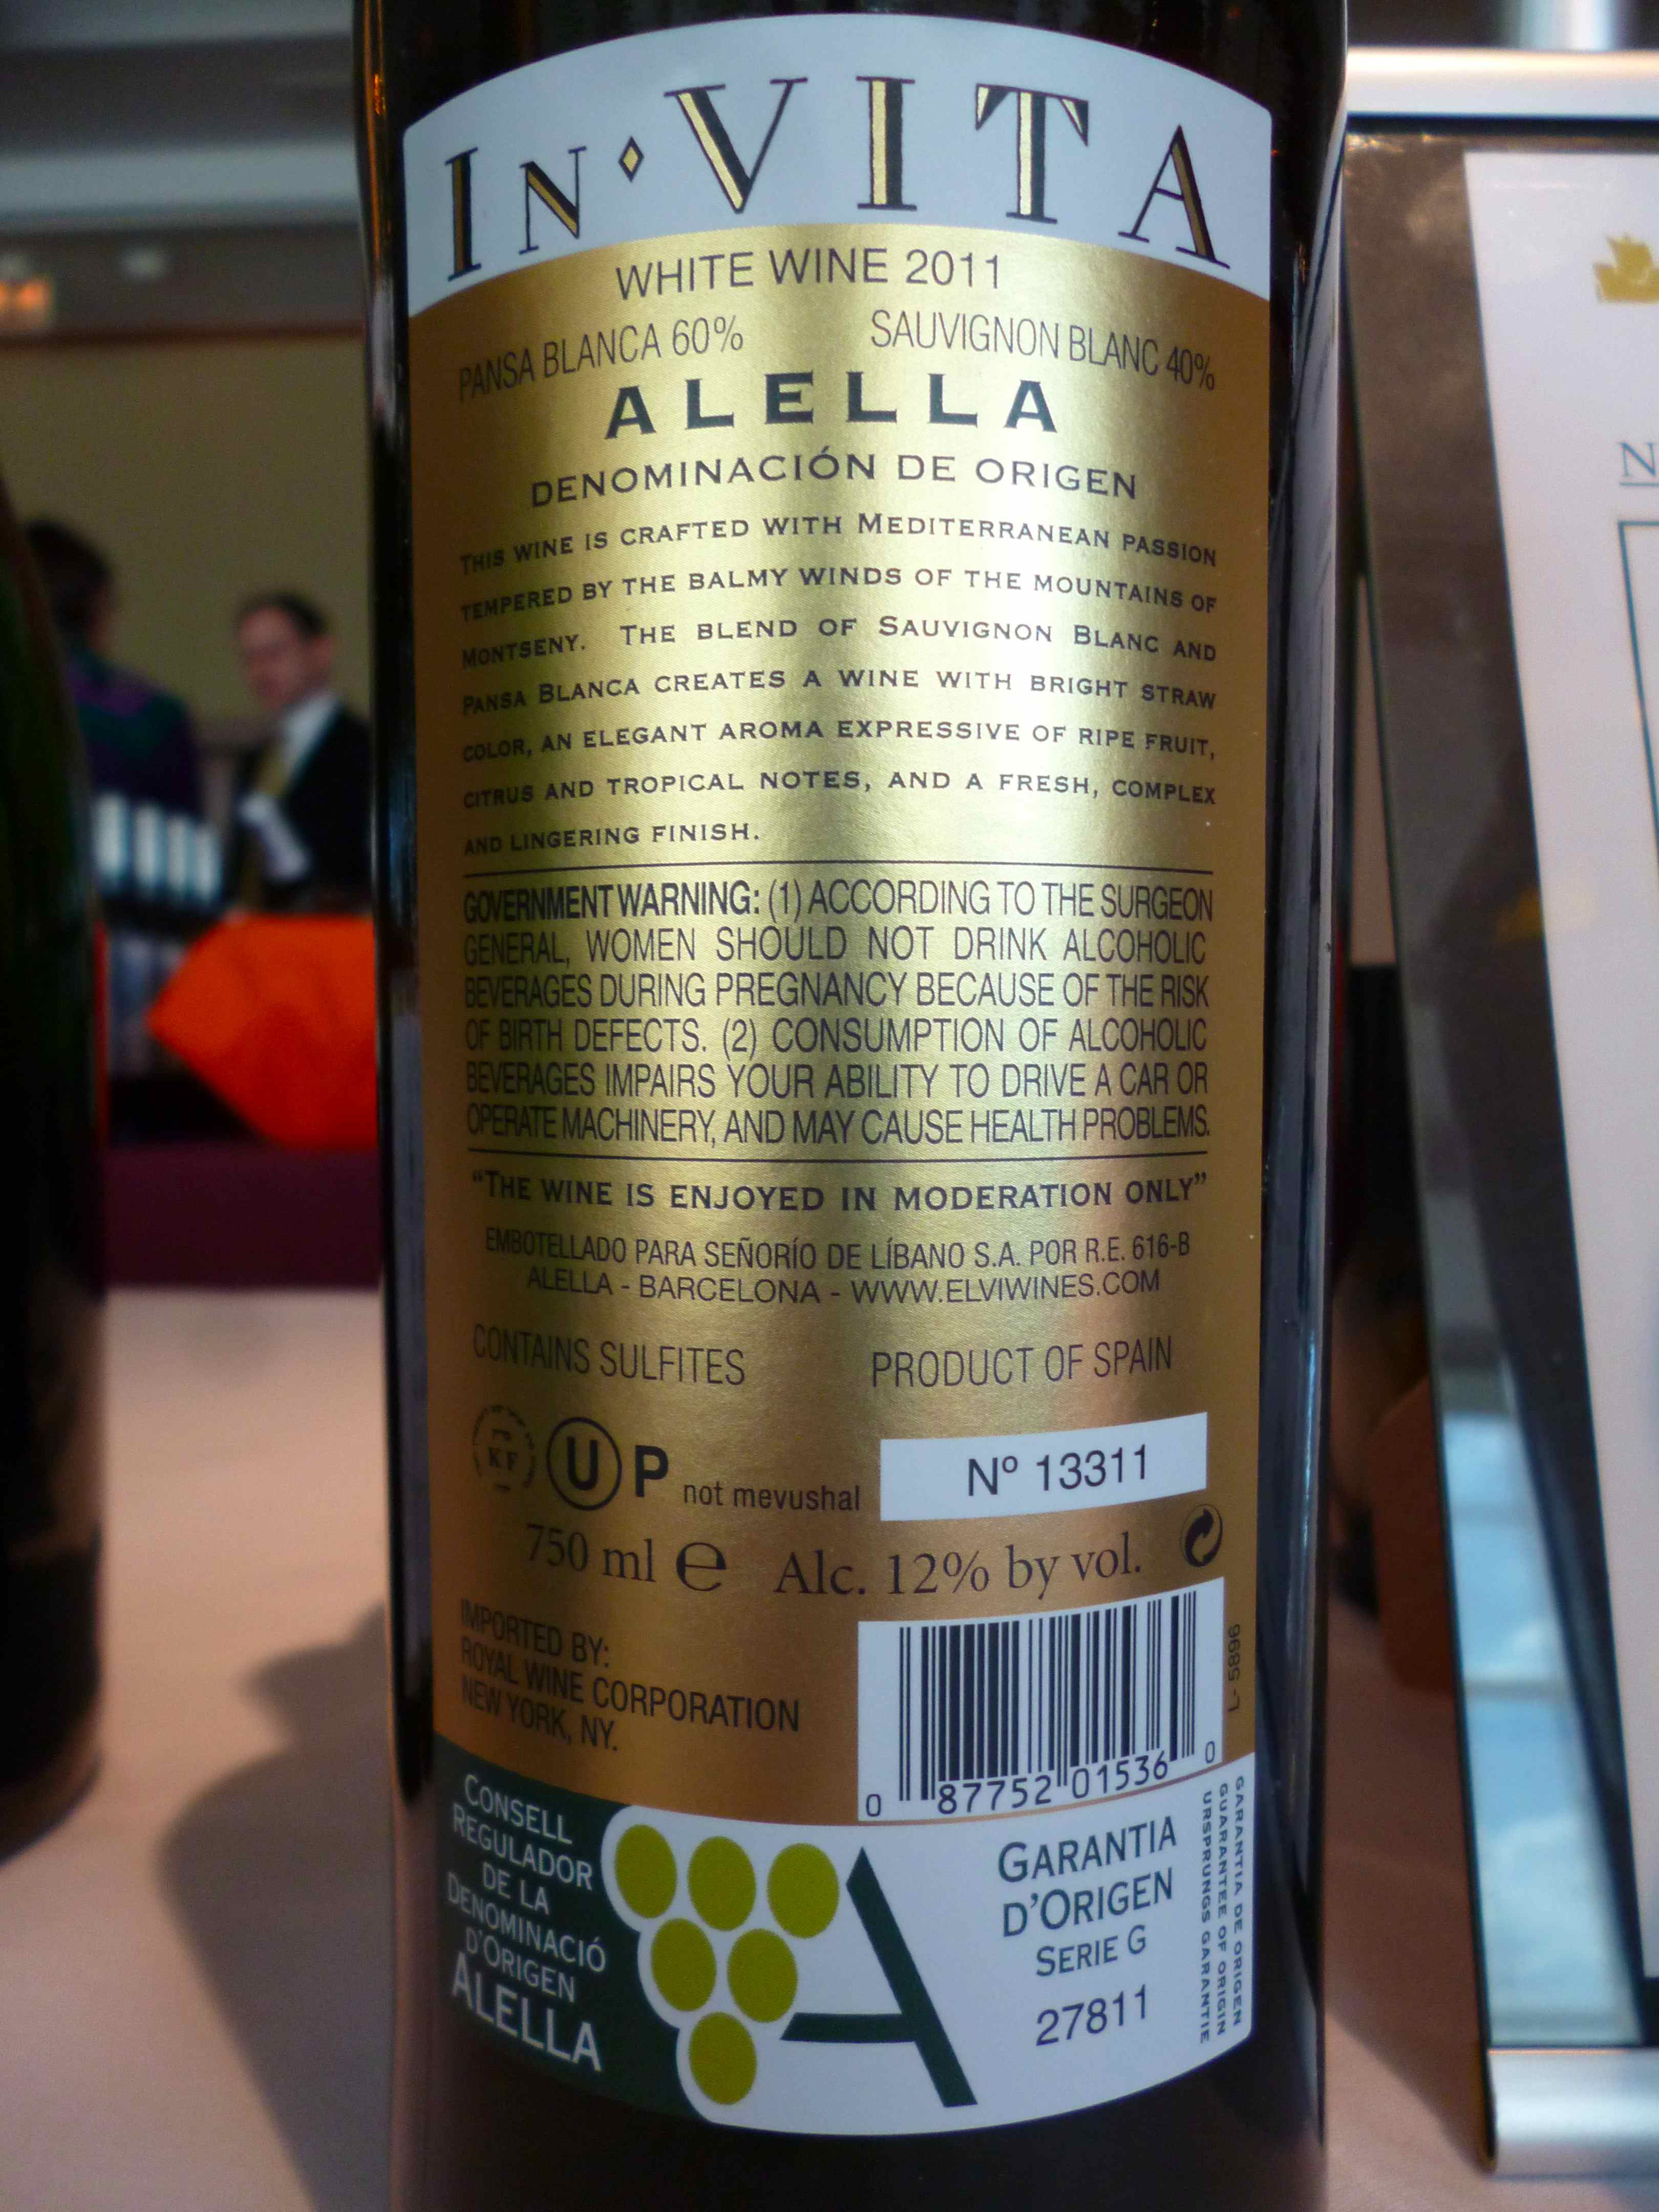 IN·VITA
WHITE WINE 2011
PANSA BLANCA 60% SAUVIGNON BLANC 40%
ALELLA
DENOMINACIÓN DE ORIGEN
THIS WINE IS CRAFTED WITH MEDITERRANEAN PASSION
TEMPERED BY THE BALMY WINDS OF THE MOUNTAINS OF
MONTSENY. THE BLEND OF SAUVIGNON BLANC AND
PANSA BLANCA CREATES A WINE WITH BRIGHT STRAW
COLOR, AN ELEGANT AROMA EXPRESSIVE OF RIPE FRUIT,
CITRUS AND TROPICAL NOTES, AND A FRESH, COMPLEX
AND LINGERING FINISH.
GOVERNMENT WARNING: (1) ACCORDING TO THE SURGEON
GENERAL, WOMEN SHOULD NOT DRINK ALCOHOLIC
BEVERAGES DURING PREGNANCY BECAUSE OF THE RISK
OF BIRTH DEFECTS. (2) CONSUMPTION OF ALCOHOLIC
BEVERAGES IMPAIRS YOUR ABILITY TO DRIVE A CAR OR
OPERATE MACHINERY, AND MAY CAUSE HEALTH PROBLEMS.
"THE WINE IS ENJOYED IN MODERATION ONLY"
EMBOTELLADO PARA SEÑORÍO DE LÍBANO S.A. POR R.E. 616-B
ALELLA - BARCELONA - WWW.ELVIWINES.COM
CONTAINS SULFITES PRODUCT OF SPAIN
KF U P not mevushal Nº 13311
750 ml e Alc. 12% by vol.
IMPORTED BY:
ROYAL WINE CORPORATION
NEW YORK, NY.
L- 5896
0 87752 01536 0
CONSELL
REGULADOR
DE LA
DENOMINACIÓ
D'ORIGEN
ALELLA
A
GARANTIA
D'ORIGEN
SERIE G
27811
GARANTIA DE ORIGEN
GUARANTEE OF ORIGIN
URSPRUNGS GARANTIE
N